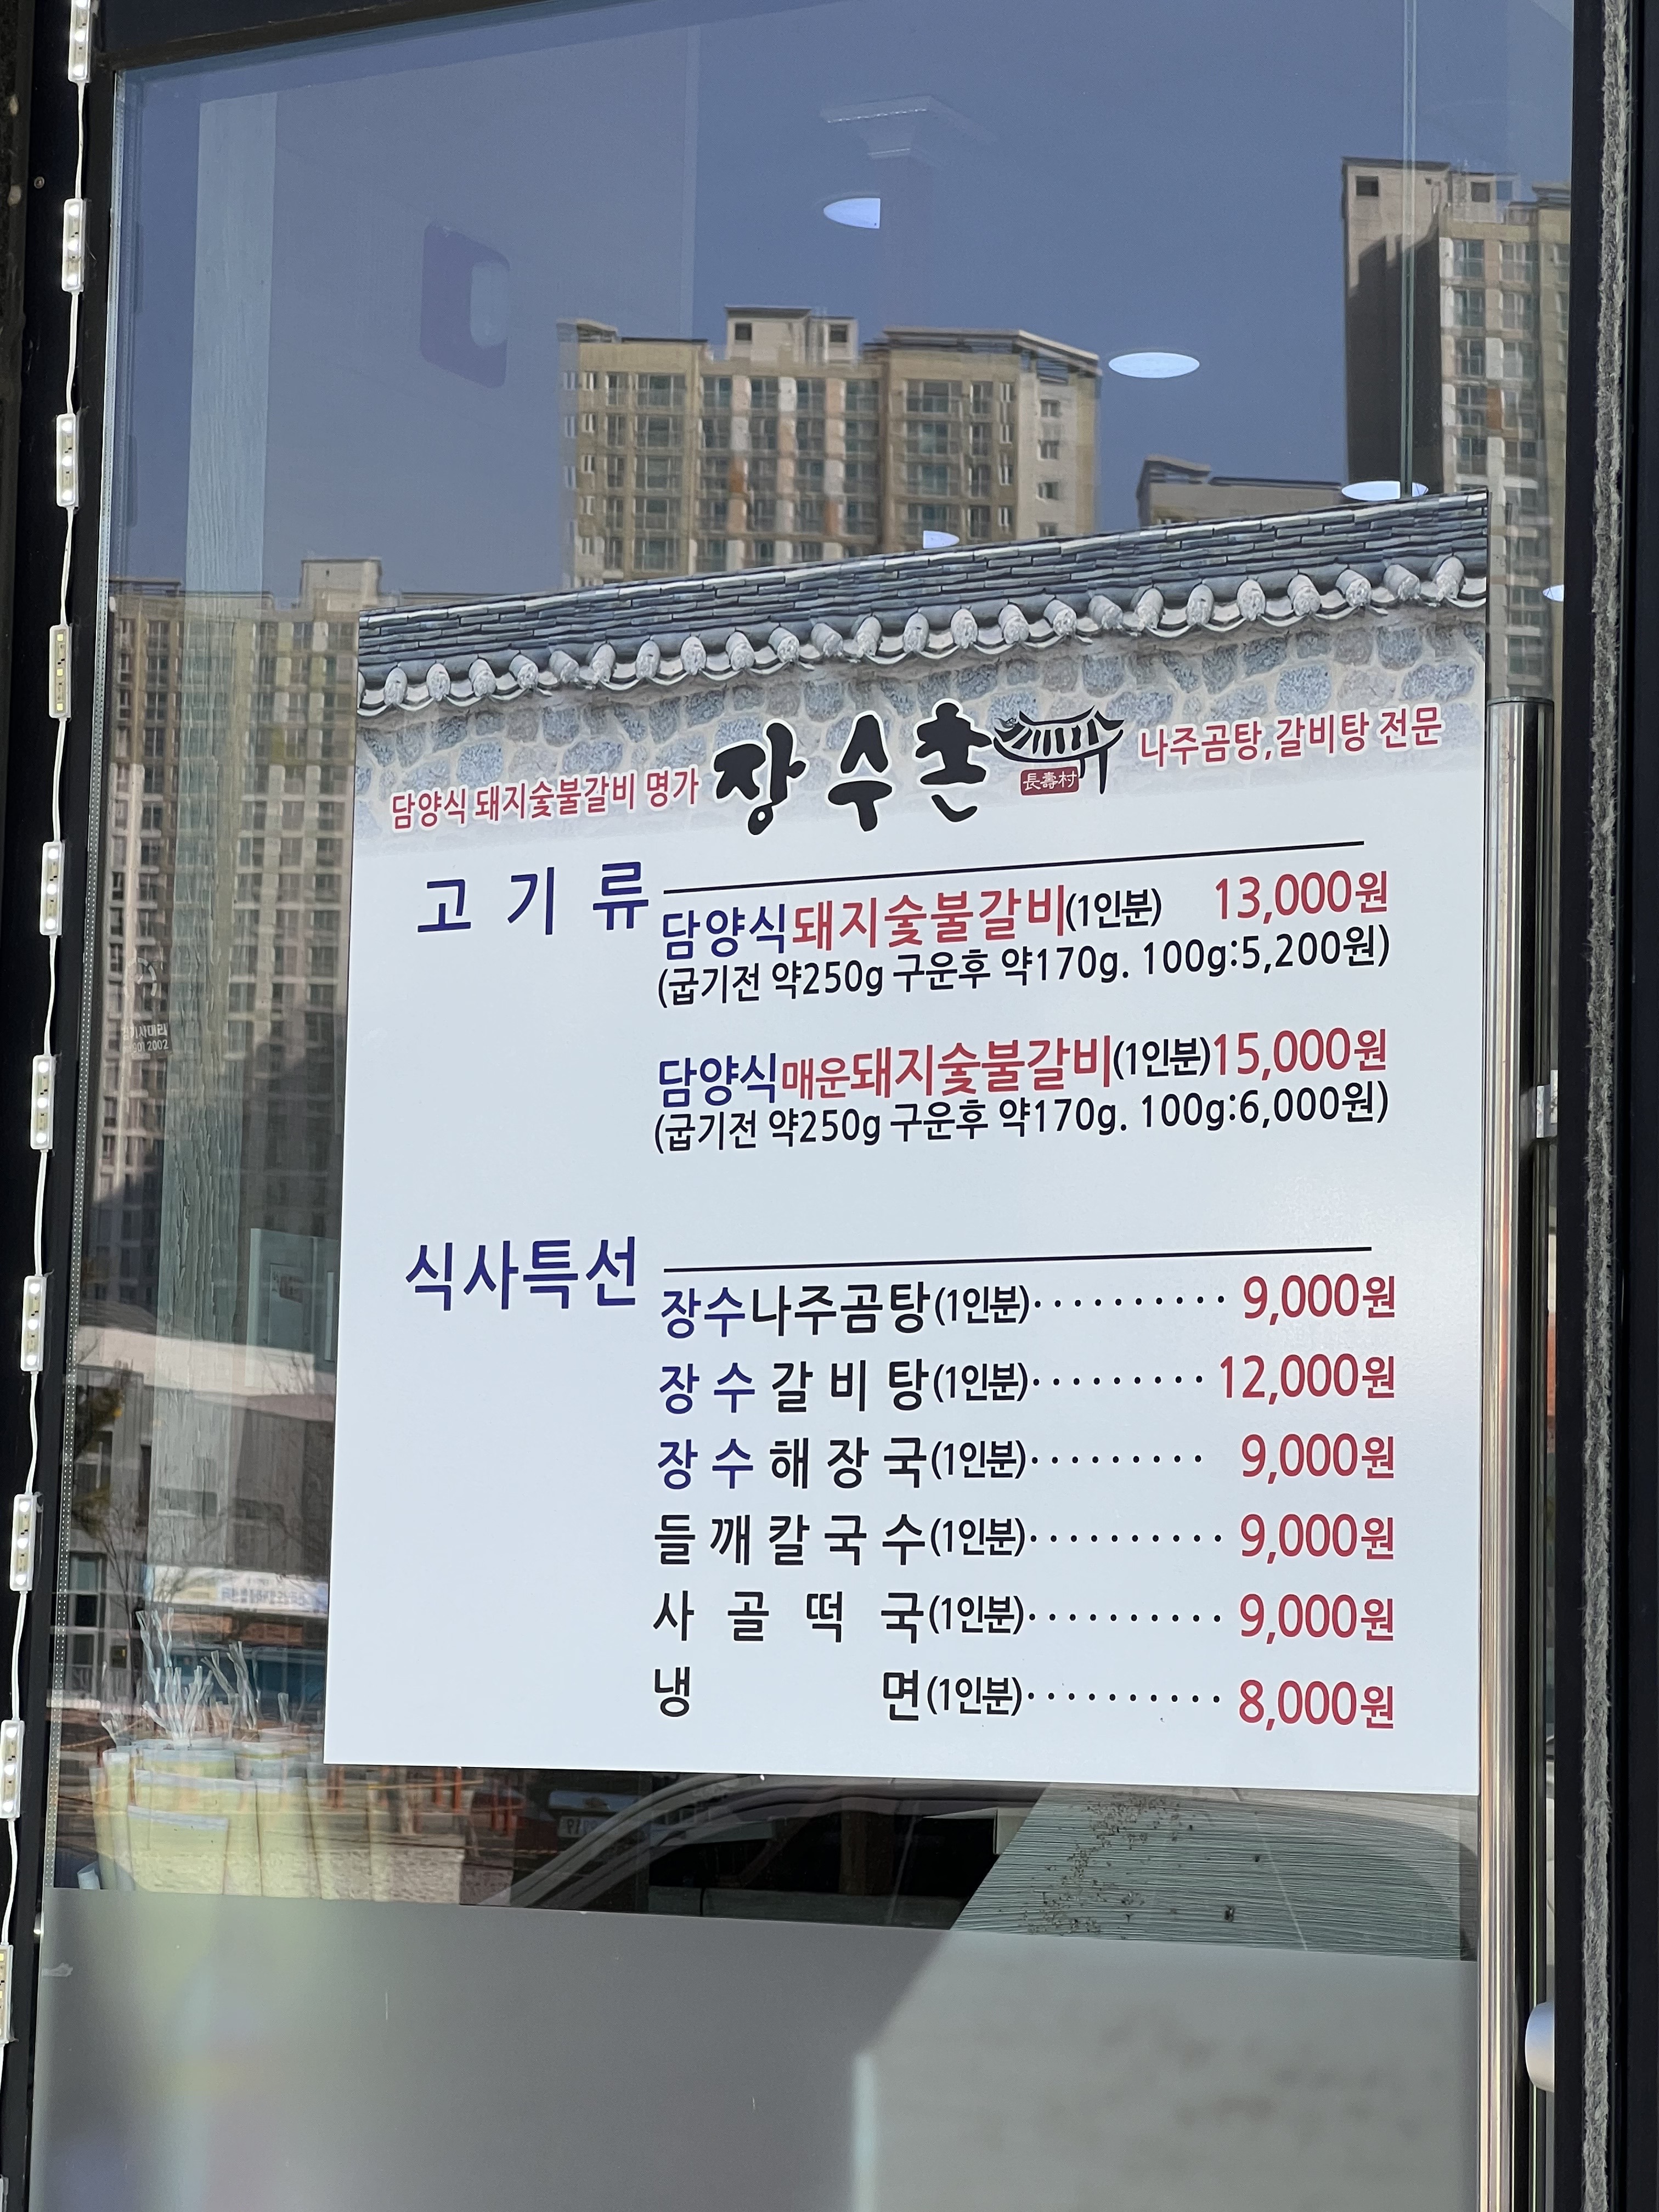 담양식 돼지숯불갈비 명가 장수촌 長壽村 나주곰탕,갈비탕 전문
고기류
담양식돼지숯불갈비(1인분) 13,000원
(굽기전 약250g 구운후 약170g. 100g:5,200원)
담양식매운돼지숯불갈비(1인분)15,000원
(굽기전 약250g 구운후 약170g. 100g:6,000원)
식사특선
장수나주곰탕(1인분)·········· 9,000원
장수갈비탕(1인분)········· 12,000원
장수해장국(1인분)········· 9,000원
들깨칼국수(1인분)·········· 9,000원
사골떡국(1인분)·········· 9,000원
냉면(1인분)·········· 8,000원